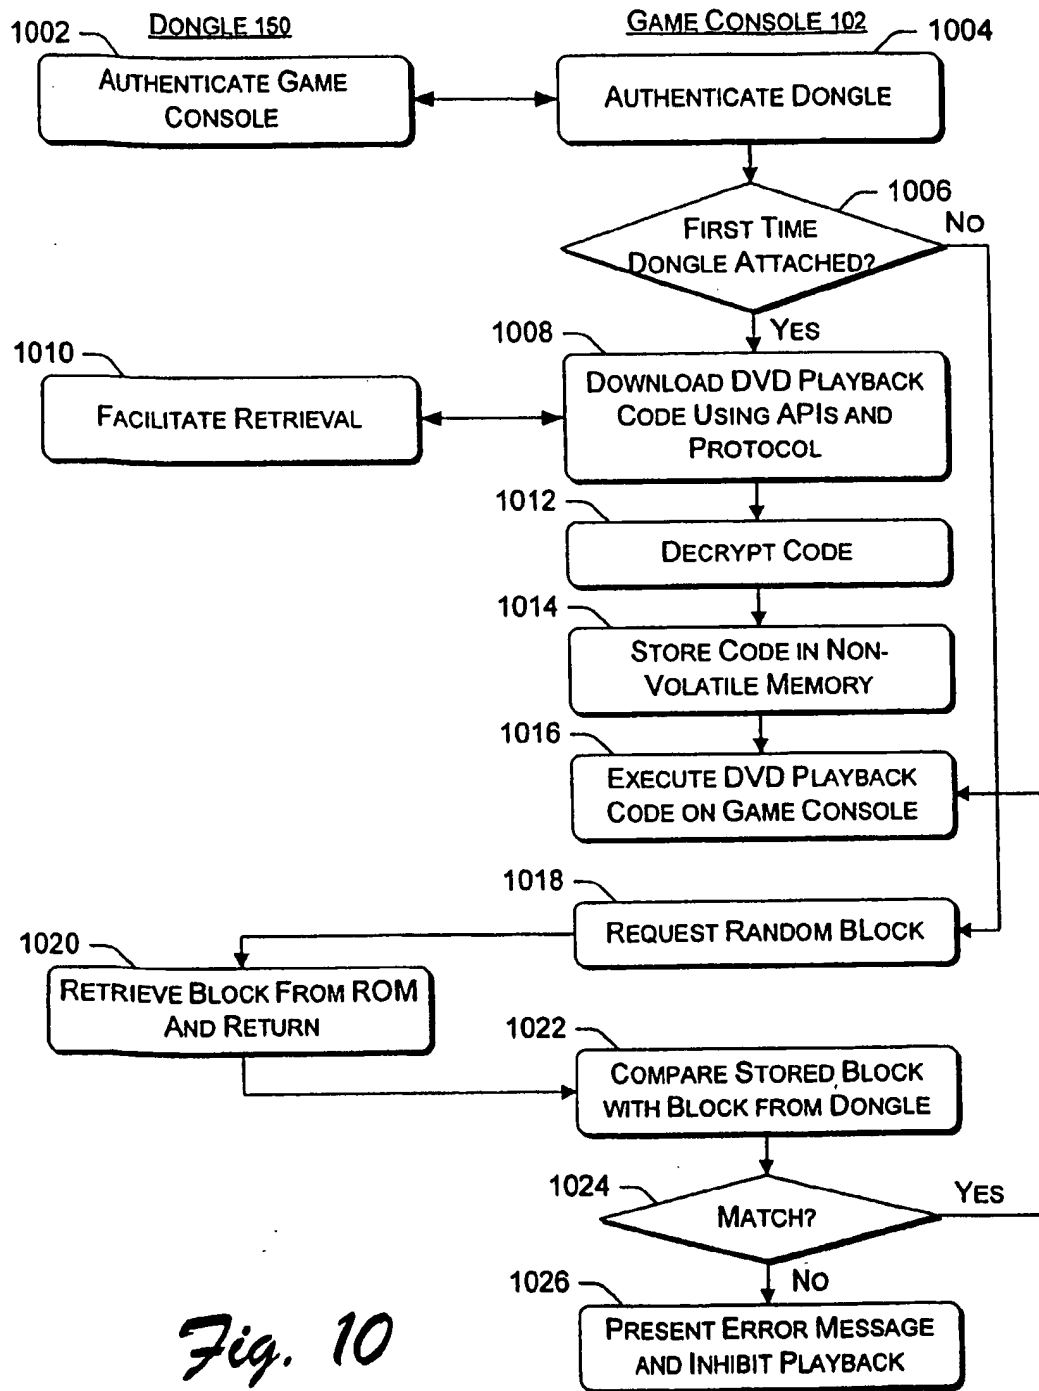 DONGLE 150
GAME CONSOLE 102
1002
1004
AUTHENTICATE GAME
CONSOLE
AUTHENTICATE DONGLE
1006
FIRST TIME
DONGLE ATTACHED?
NO
YES
1008
1010
DOWNLOAD DVD PLAYBACK
CODE USING APIS AND
PROTOCOL
FACILITATE RETRIEVAL
1012
DECRYPT CODE
1014
STORE CODE IN NON-
VOLATILE MEMORY
1016
EXECUTE DVD PLAYBACK
CODE ON GAME CONSOLE
1018
REQUEST RANDOM BLOCK
1020
RETRIEVE BLOCK FROM ROM
AND RETURN
1022
COMPARE STORED BLOCK
WITH BLOCK FROM DONGLE
1024
MATCH?
YES
NO
1026
PRESENT ERROR MESSAGE
AND INHIBIT PLAYBACK
Fig. 10